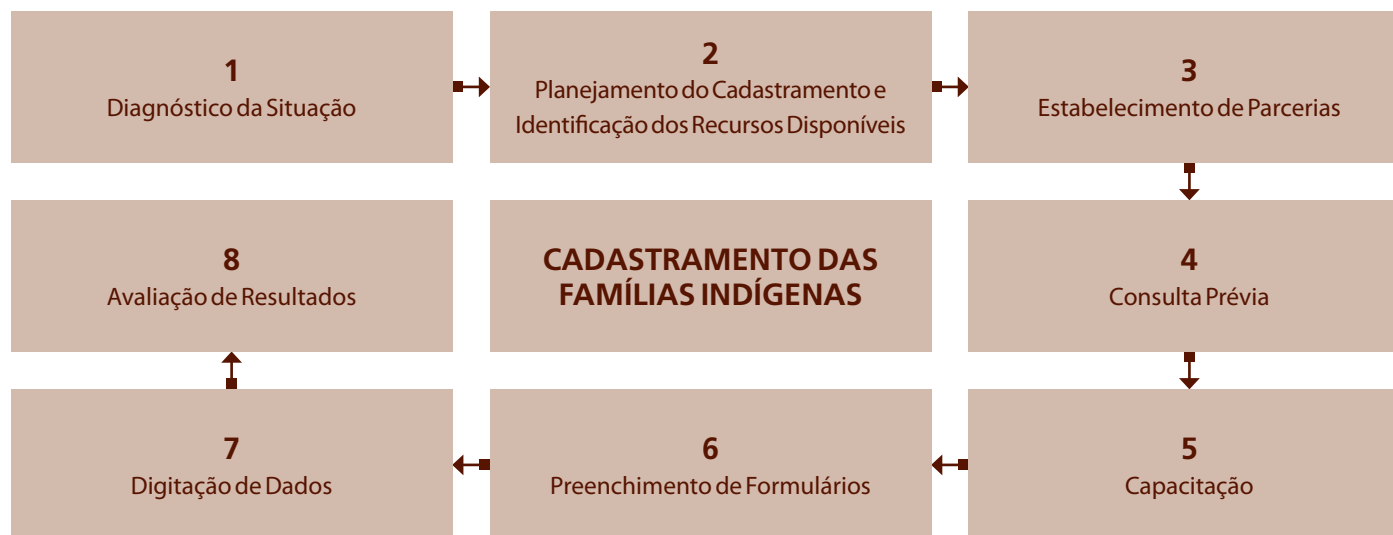 1
Diagnóstico da Situação
2
Planejamento do Cadastramento e
Identificação dos Recursos Disponíveis
3
Estabelecimento de Parcerias
8
Avaliação de Resultados
CADASTRAMENTO DAS
FAMÍLIAS INDÍGENAS
4
Consulta Prévia
7
Digitação de Dados
6
Preenchimento de Formulários
5
Capacitação